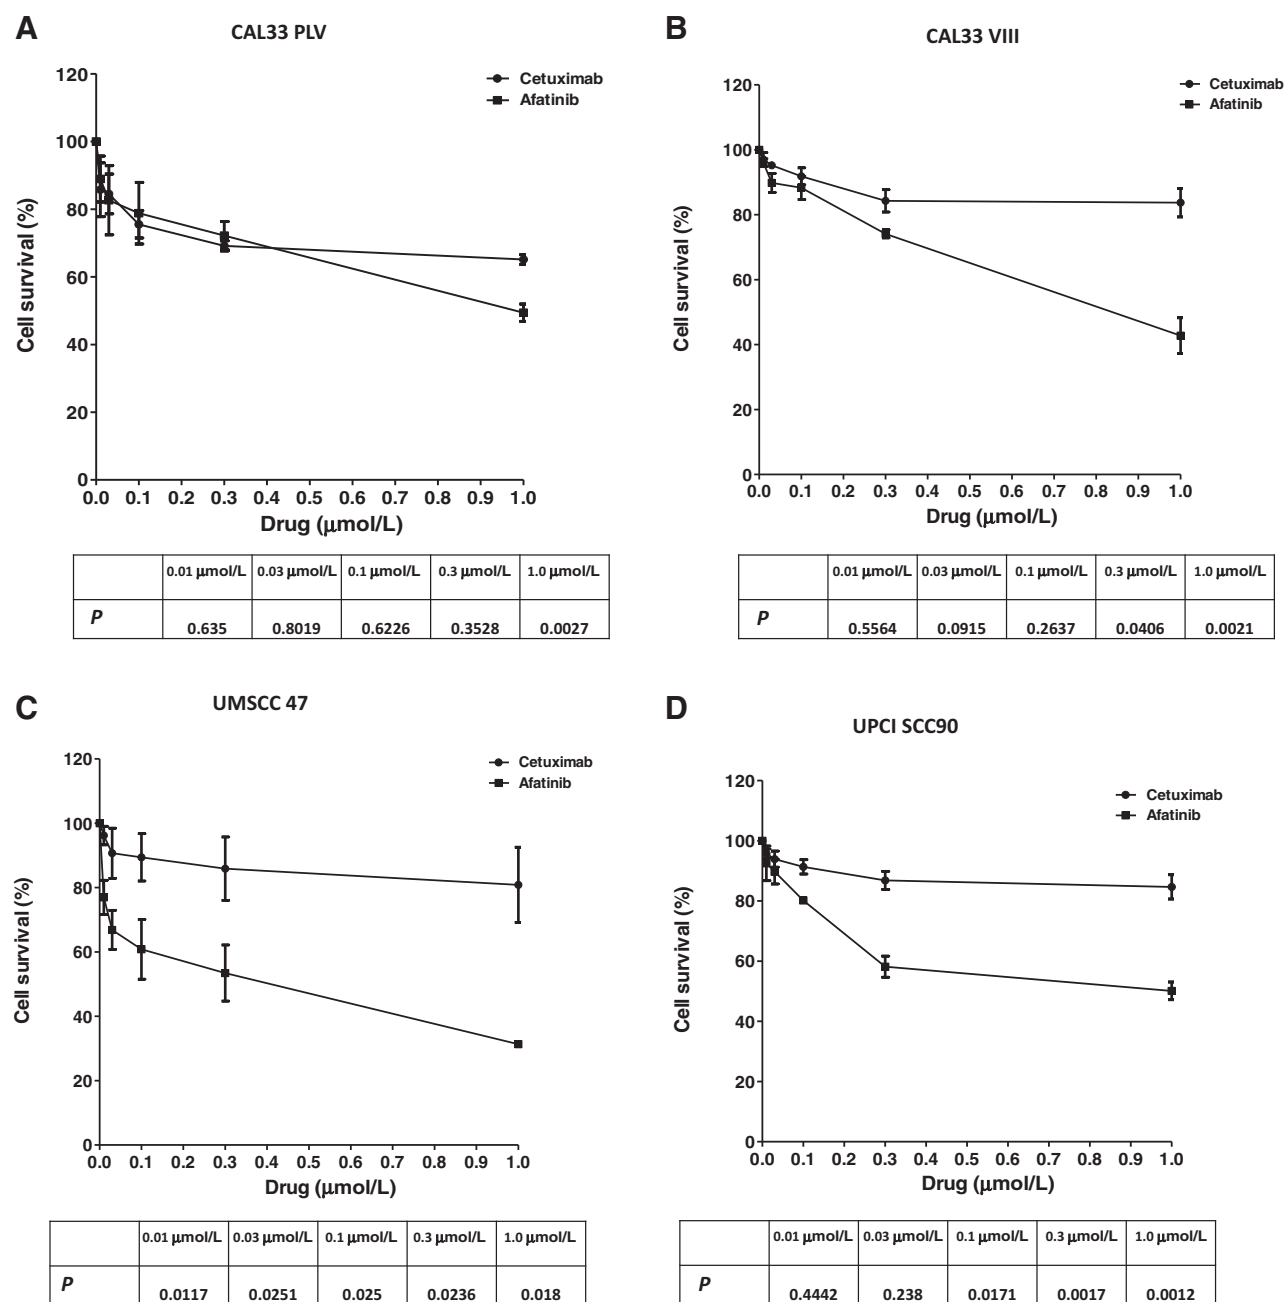 A
CAL33 PLV
Cetuximab
Afatinib
120
100
80
60
40
20
0
Cell survival (%)
0.0 0.1 0.2 0.3 0.4 0.5 0.6 0.7 0.8 0.9 1.0
Drug (µmol/L)
0.01 µmol/L 0.03 µmol/L 0.1 µmol/L 0.3 µmol/L 1.0 µmol/L
P 0.635 0.8019 0.6226 0.3528 0.0027
B
CAL33 VIII
Cetuximab
Afatinib
120
100
80
60
40
20
0
Cell survival (%)
0.0 0.1 0.2 0.3 0.4 0.5 0.6 0.7 0.8 0.9 1.0
Drug (µmol/L)
0.01 µmol/L 0.03 µmol/L 0.1 µmol/L 0.3 µmol/L 1.0 µmol/L
P 0.5564 0.0915 0.2637 0.0406 0.0021
C
UMSCC 47
Cetuximab
Afatinib
120
100
80
60
40
20
0
Cell survival (%)
0.0 0.1 0.2 0.3 0.4 0.5 0.6 0.7 0.8 0.9 1.0
Drug (µmol/L)
0.01 µmol/L 0.03 µmol/L 0.1 µmol/L 0.3 µmol/L 1.0 µmol/L
P 0.0117 0.0251 0.025 0.0236 0.018
D
UPCI SCC90
Cetuximab
Afatinib
120
100
80
60
40
20
0
Cell survival (%)
0.0 0.1 0.2 0.3 0.4 0.5 0.6 0.7 0.8 0.9 1.0
Drug (µmol/L)
0.01 µmol/L 0.03 µmol/L 0.1 µmol/L 0.3 µmol/L 1.0 µmol/L
P 0.4442 0.238 0.0171 0.0017 0.0012